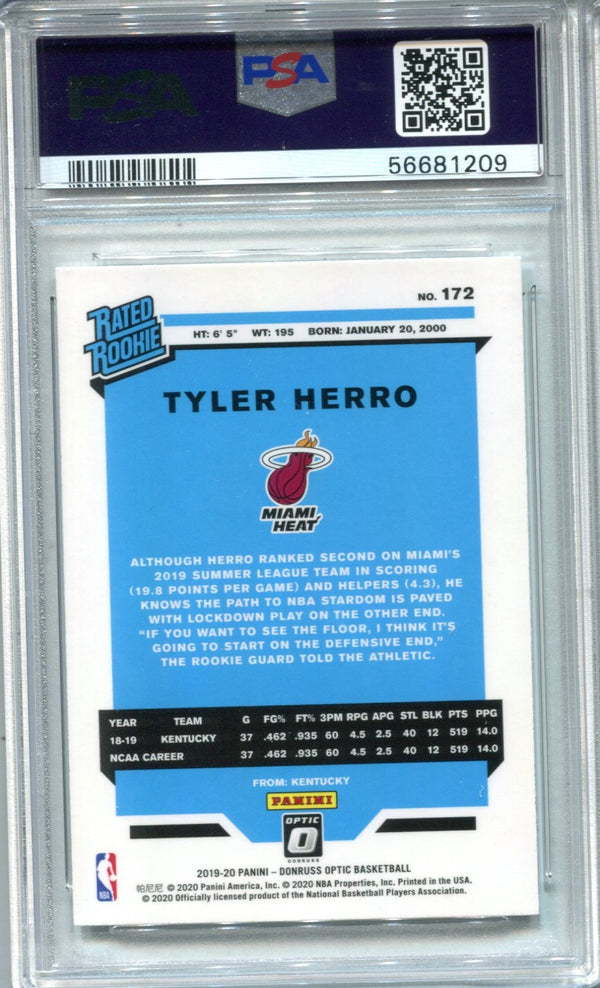 PSA
PSA
56681209
NO. 172
RATED
ROOKIE
HT: 6' 5" WT: 195 BORN: JANUARY 20, 2000
TYLER HERRO
MIAMI
HEAT
ALTHOUGH HERRO RANKED SECOND ON MIAMI'S
2019 SUMMER LEAGUE TEAM IN SCORING
(19.8 POINTS PER GAME) AND HELPERS (4.3), HE
KNOWS THE PATH TO NBA STARDOM IS PAVED
WITH LOCKDOWN PLAY ON THE OTHER END.
"IF YOU WANT TO SEE THE FLOOR, I THINK IT'S
GOING TO START ON THE DEFENSIVE END,"
THE ROOKIE GUARD TOLD THE ATHLETIC.
YEAR TEAM G FG% FT% 3PM RPG APG STL BLK PTS PPG
18-19 KENTUCKY 37 .462 .935 60 4.5 2.5 40 12 519 14.0
NCAA CAREER 37 .462 .935 60 4.5 2.5 40 12 519 14.0
FROM: KENTUCKY
PANINI
OPTIC
DONRUSS
2019-20 PANINI – DONRUSS OPTIC BASKETBALL
帕尼尼 © 2020 Panini America, Inc. © 2020 NBA Properties, Inc. Printed in the USA.
© 2020 Officially licensed product of the National Basketball Players Association.
NBA